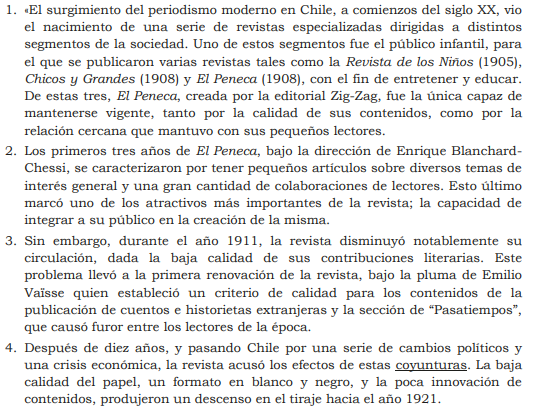 1. «El surgimiento del periodismo moderno en Chile, a comienzos del siglo XX, vio
el nacimiento de una serie de revistas especializadas dirigidas a distintos
segmentos de la sociedad. Uno de estos segmentos fue el público infantil, para
el que se publicaron varias revistas tales como la Revista de los Niños (1905),
Chicos y Grandes (1908) y El Peneca (1908), con el fin de entretener y educar.
De estas tres, El Peneca, creada por la editorial Zig-Zag, fue la única capaz de
mantenerse vigente, tanto por la calidad de sus contenidos, como por la
relación cercana que mantuvo con sus pequeños lectores.
2. Los primeros tres años de El Peneca, bajo la dirección de Enrique Blanchard-
Chessi, se caracterizaron por tener pequeños artículos sobre diversos temas de
interés general y una gran cantidad de colaboraciones de lectores. Esto último
marcó uno de los atractivos más importantes de la revista; la capacidad de
integrar a su público en la creación de la misma.
3. Sin embargo, durante el año 1911, la revista disminuyó notablemente su
circulación, dada la baja calidad de sus contribuciones literarias. Este
problema llevó a la primera renovación de la revista, bajo la pluma de Emilio
Vaïsse quien estableció un criterio de calidad para los contenidos de la
publicación de cuentos e historietas extranjeras y la sección de “Pasatiempos”,
que causó furor entre los lectores de la época.
4. Después de diez años, y pasando Chile por una serie de cambios políticos y
una crisis económica, la revista acusó los efectos de estas coyunturas. La baja
calidad del papel, un formato en blanco y negro, y la poca innovación de
contenidos, produjeron un descenso en el tiraje hacia el año 1921.